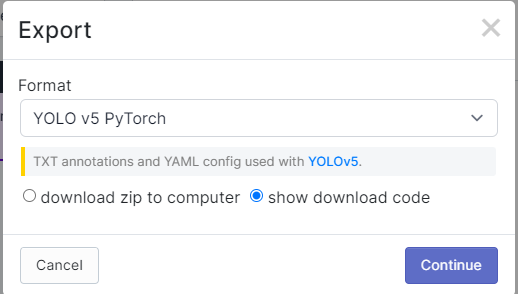 Export
Format
YOLO v5 PyTorch
TXT annotations and YAML config used with YOLOv5.
download zip to computer show download code
Cancel Continue